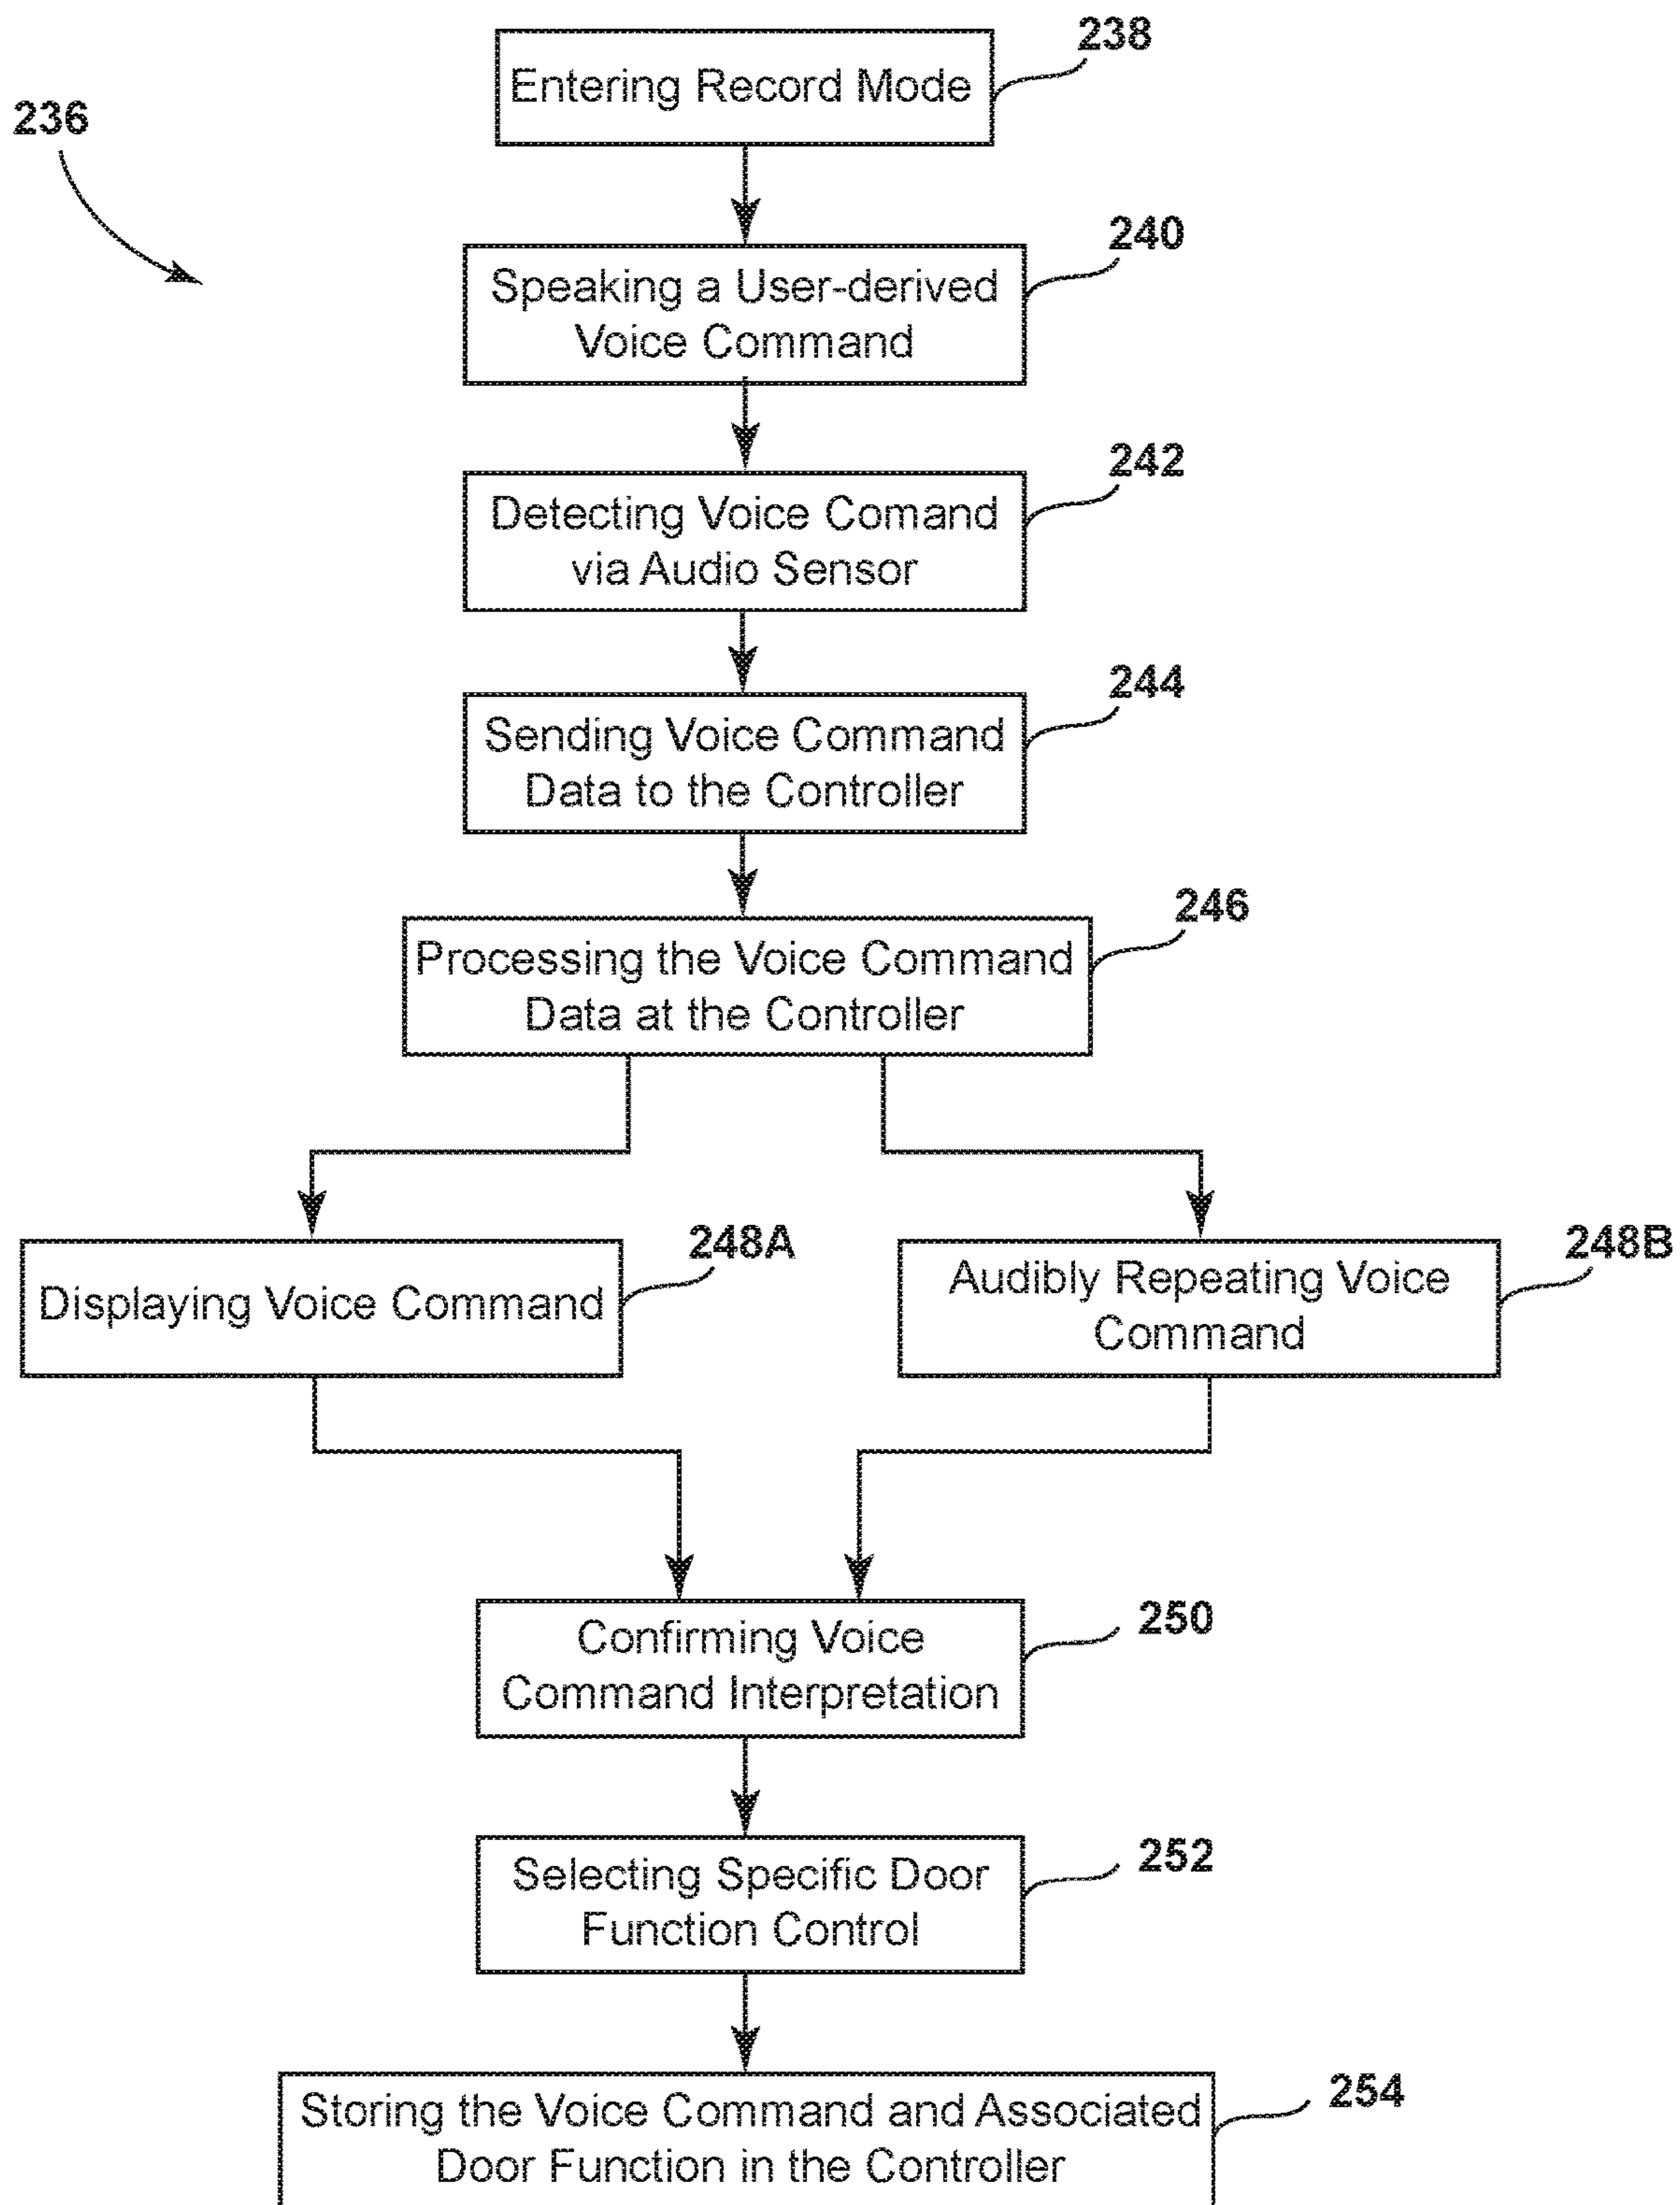 238
Entering Record Mode
236
240
Speaking a User-derived
Voice Command
242
Detecting Voice Comand
via Audio Sensor
244
Sending Voice Command
Data to the Controller
246
Processing the Voice Command
Data at the Controller
248A
Displaying Voice Command
248B
Audibly Repeating Voice
Command
250
Confirming Voice
Command Interpretation
252
Selecting Specific Door
Function Control
254
Storing the Voice Command and Associated
Door Function in the Controller